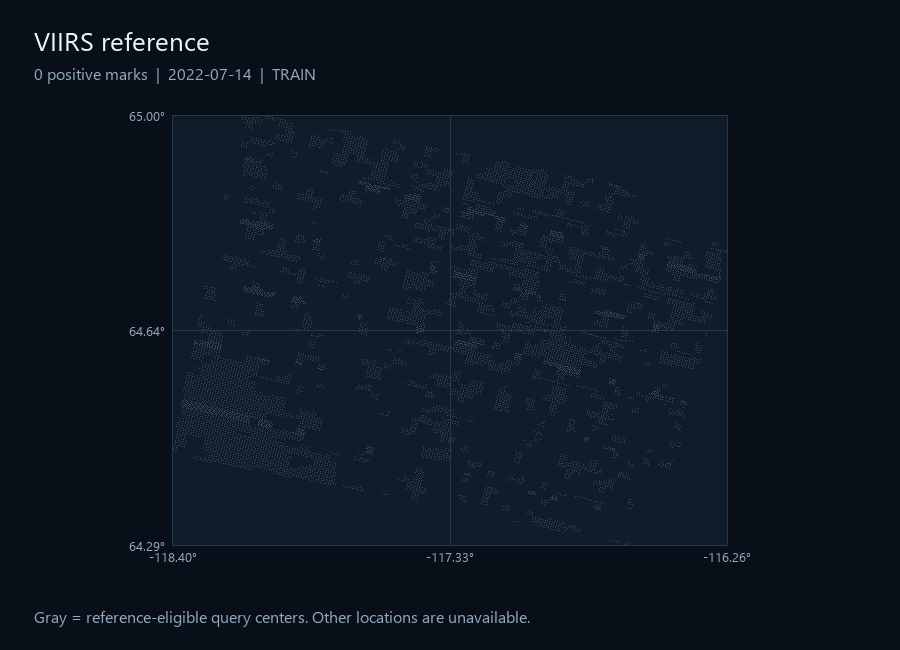 VIIRS reference
0 positive marks | 2022-07-14 | TRAIN
65.00°
64.64°
64.29°
-118.40°
-117.33°
-116.26°
Gray = reference-eligible query centers. Other locations are unavailable.